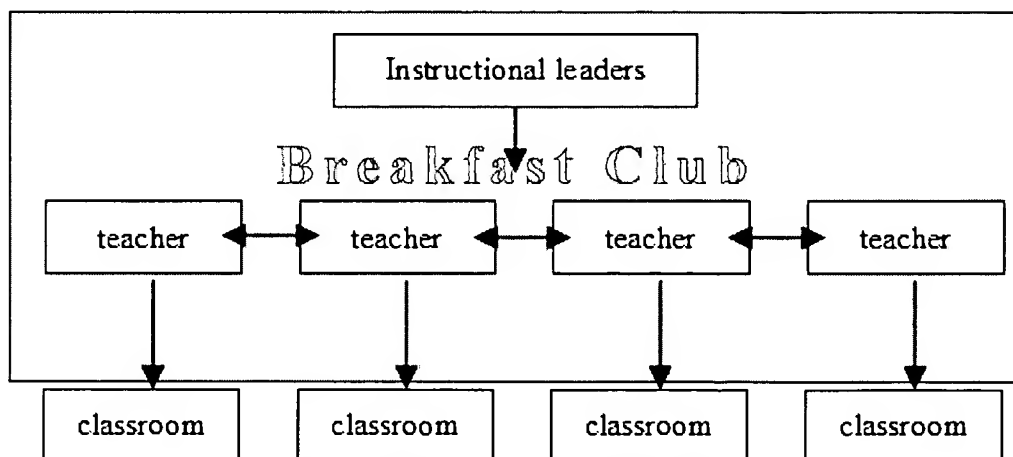 Instructional leaders
Breakfast Club
teacher teacher teacher teacher
classroom classroom classroom classroom